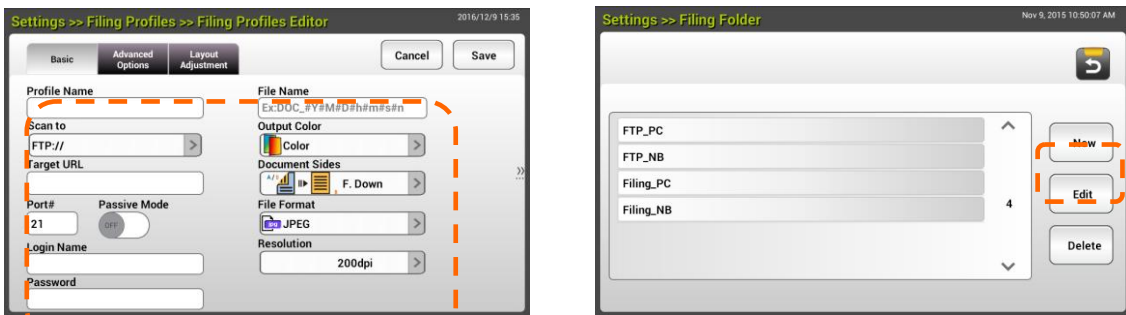 Settings >> Filing Profiles >> Filing Profiles Editor
2016/12/9 15:35
Basic
Advanced
Options
Layout
Adjustment
Cancel
Save
Profile Name
Scan to
FTP://
Target URL
Port#
Passive Mode
21
OFF
Login Name
Password
File Name
Ex:DOC_#Y#M#D#h#m#s#n
Output Color
Color
Document Sides
F. Down
File Format
JPEG
Resolution
200dpi
Settings >> Filing Folder
Nov 9, 2015 10:50:07 AM
FTP_PC
FTP_NB
Filing_PC
Filing_NB
4
New
Edit
Delete